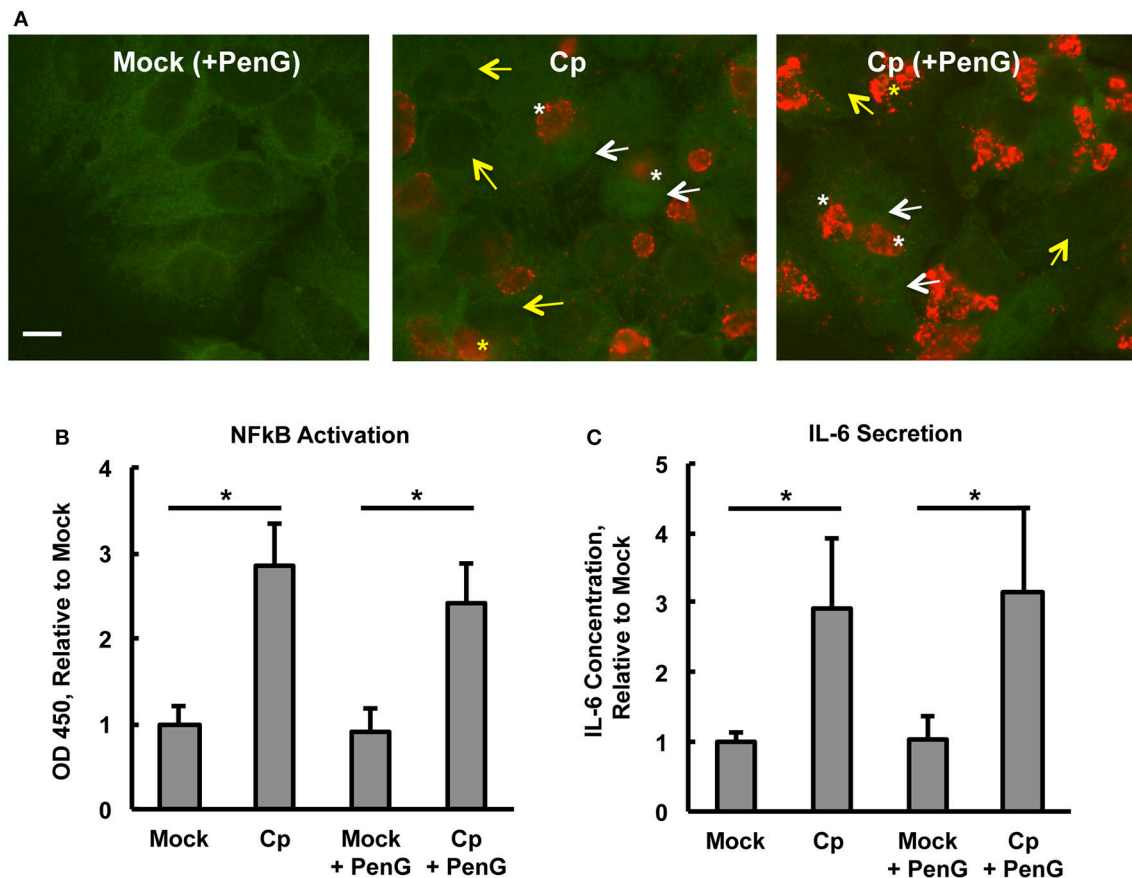 A
Mock (+PenG)
Cp
Cp (+PenG)
*
*
*
*
*
*
B
NFkB Activation
OD 450, Relative to Mock
4
3
2
1
0
*
*
Mock
Cp
Mock
+ PenG
Cp
+ PenG
C
IL-6 Secretion
IL-6 Concentration,
Relative to Mock
5
4
3
2
1
0
*
*
Mock
Cp
Mock
+ PenG
Cp
+ PenG